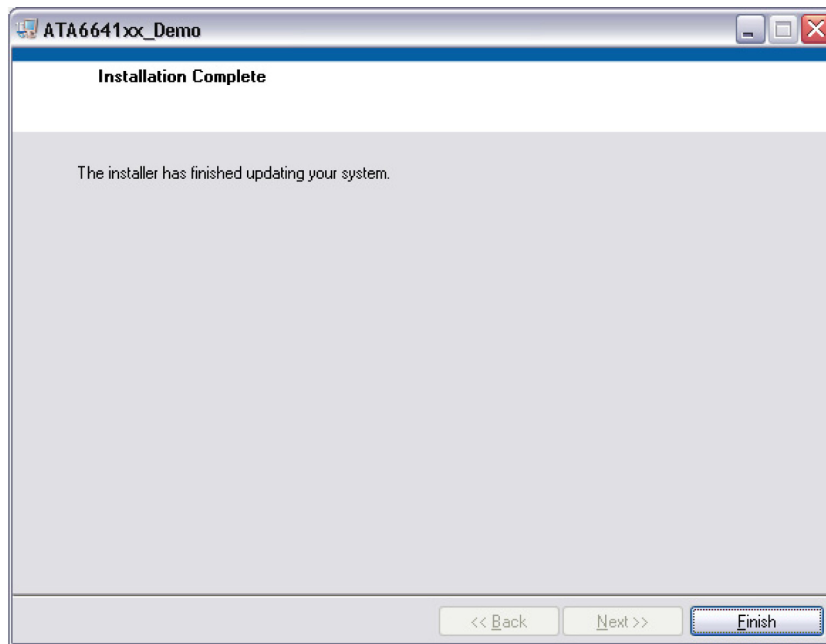 ATA6641xx_Demo
Installation Complete
The installer has finished updating your system.
<< Back
Next >>
Finish